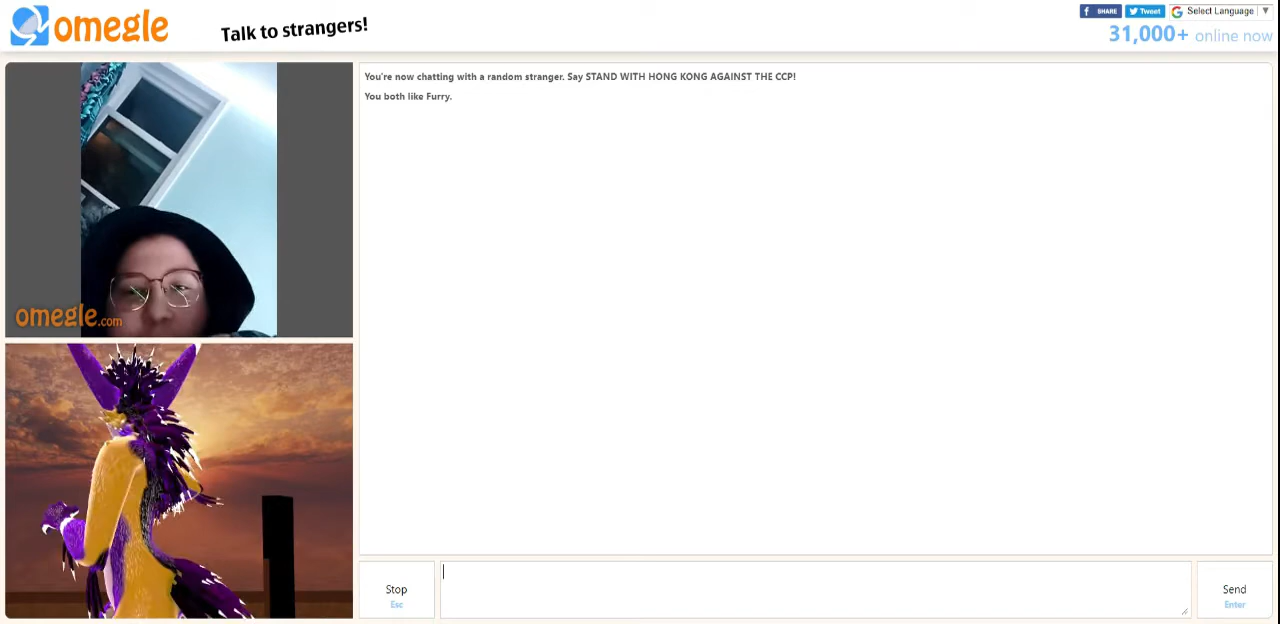 omegle
Talk to strangers!
f SHARE
Tweet
G Select Language ▼
31,000+ online now
You're now chatting with a random stranger. Say STAND WITH HONG KONG AGAINST THE CCP!
You both like Furry.
omegle.com
Stop
Esc
Send
Enter